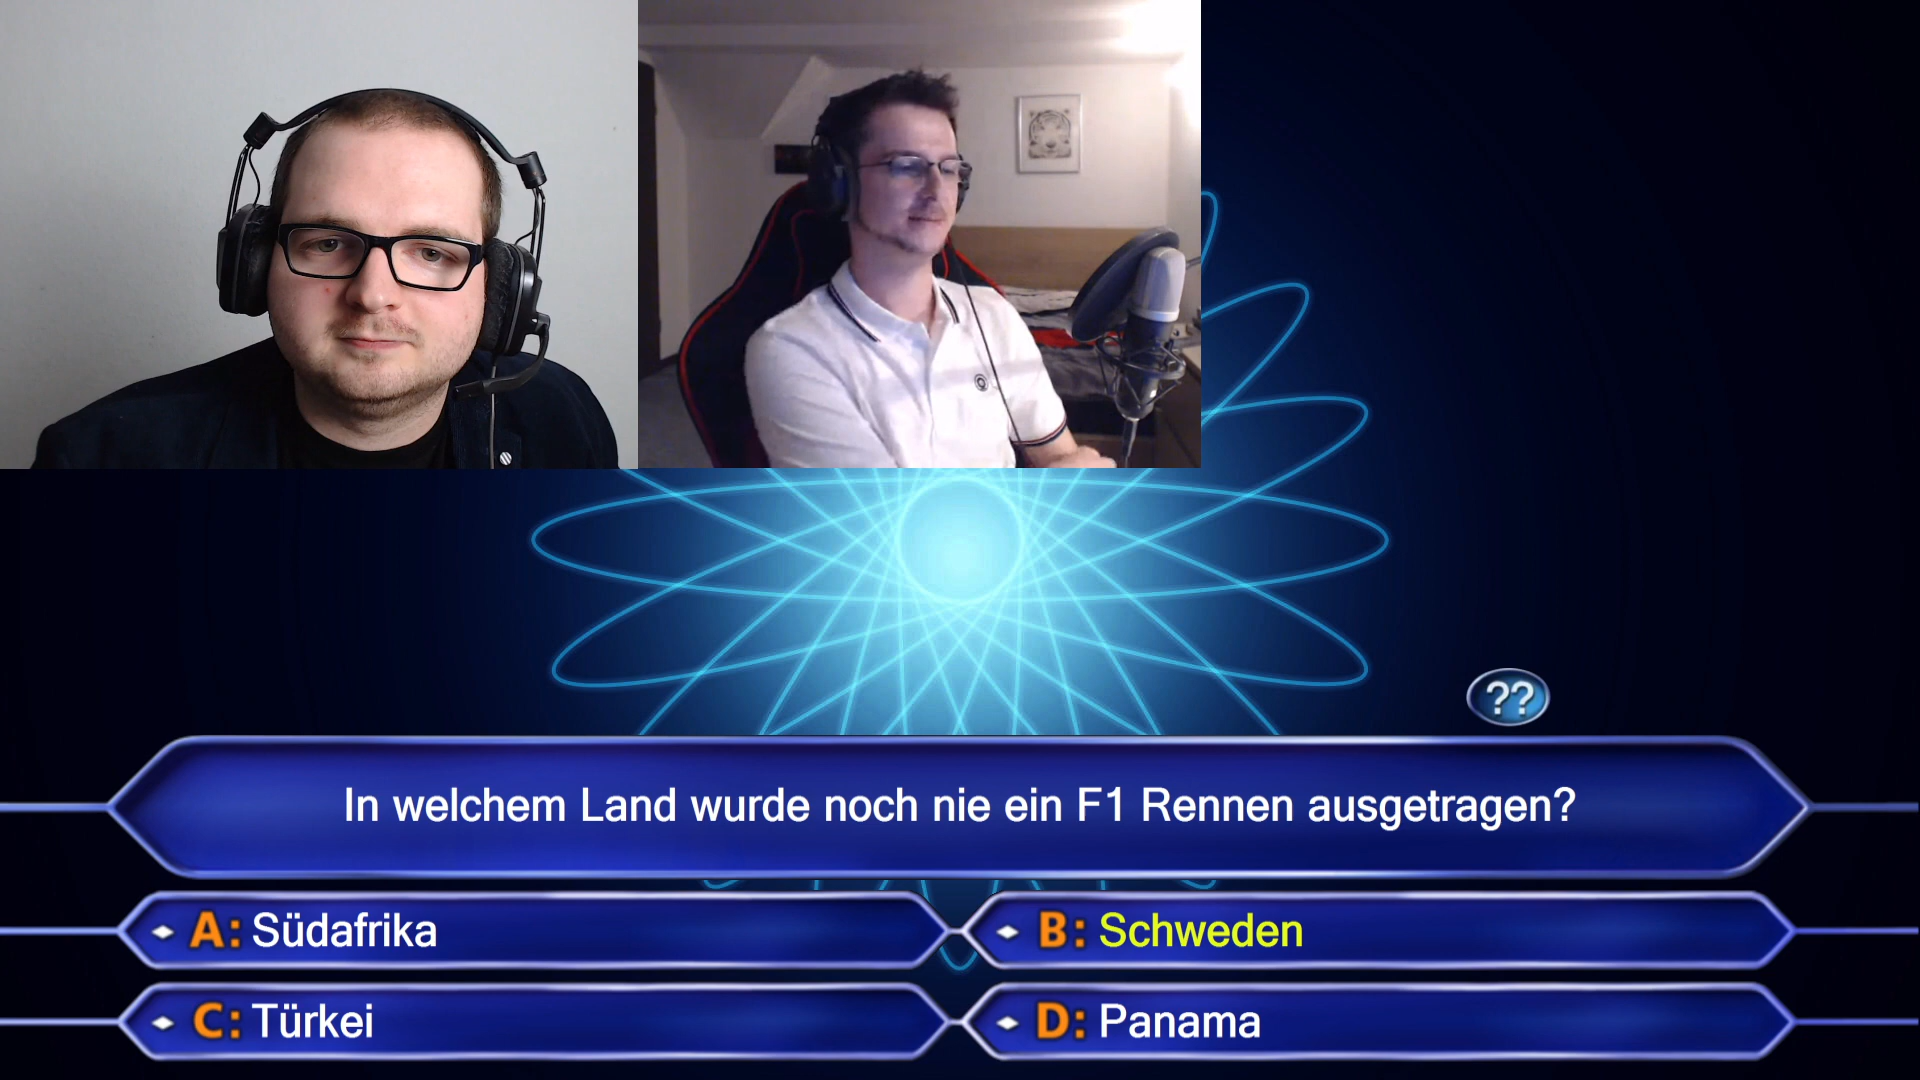 ??
In welchem Land wurde noch nie ein F1 Rennen ausgetragen?
A: Südafrika
B: Schweden
C: Türkei
D: Panama